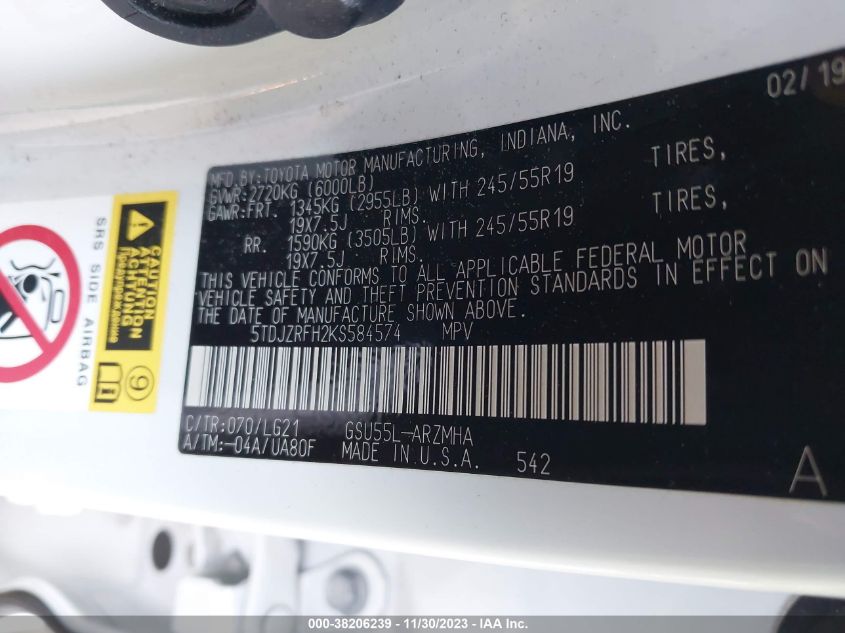 02/19
MFD.BY:TOYOTA MOTOR MANUFACTURING, INDIANA, INC.
GVWR:2720KG (6000LB)
GAWR:FRT. 1345KG (2955LB) WITH 245/55R19 TIRES,
19X7.5J RIMS.
RR. 1590KG (3505LB) WITH 245/55R19 TIRES,
19X7.5J RIMS.
THIS VEHICLE CONFORMS TO ALL APPLICABLE FEDERAL MOTOR
VEHICLE SAFETY AND THEFT PREVENTION STANDARDS IN EFFECT ON
THE DATE OF MANUFACTURE SHOWN ABOVE.
5TDJZRFH2KS584574 MPV
C/TR:070/LG21 GSU55L-ARZMHA
A/TM:-04A/UA80F MADE IN U.S.A. 542
A
SRS SIDE AIRBAG
CAUTION
ATTENTION
Предупреждение
9
000-38206239 - 11/30/2023 - IAA Inc.